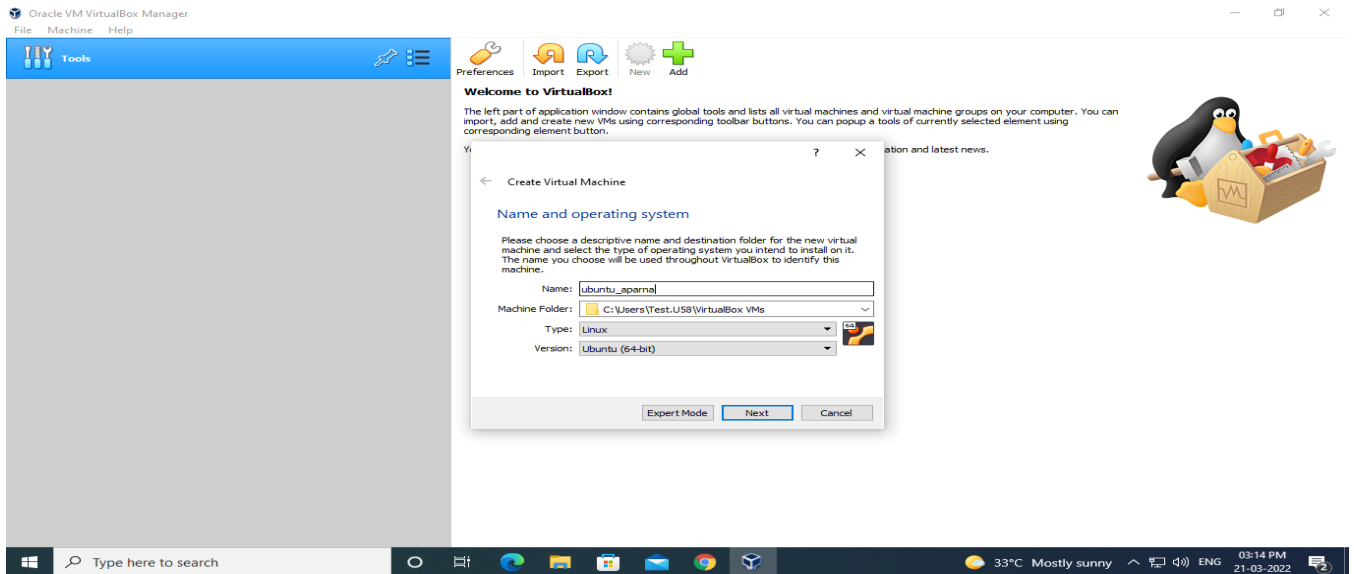 Oracle VM VirtualBox Manager
File Machine Help
Tools
Preferences Import Export New Add
Welcome to VirtualBox!
The left part of application window contains global tools and lists all virtual machines and virtual machine groups on your computer. You can
import, add and create new VMs using corresponding toolbar buttons. You can popup a tools of currently selected element using
corresponding element button.
ation and latest news.
?
Create Virtual Machine
Name and operating system
Please choose a descriptive name and destination folder for the new virtual
machine and select the type of operating system you intend to install on it.
The name you choose will be used throughout VirtualBox to identify this
machine.
Name: ubuntu_aparna
Machine Folder: C:\Users\Test.U58\VirtualBox VMs
Type: Linux
64
Version: Ubuntu (64-bit)
Expert Mode Next Cancel
Type here to search
33°C Mostly sunny ENG
03:14 PM
21-03-2022
2